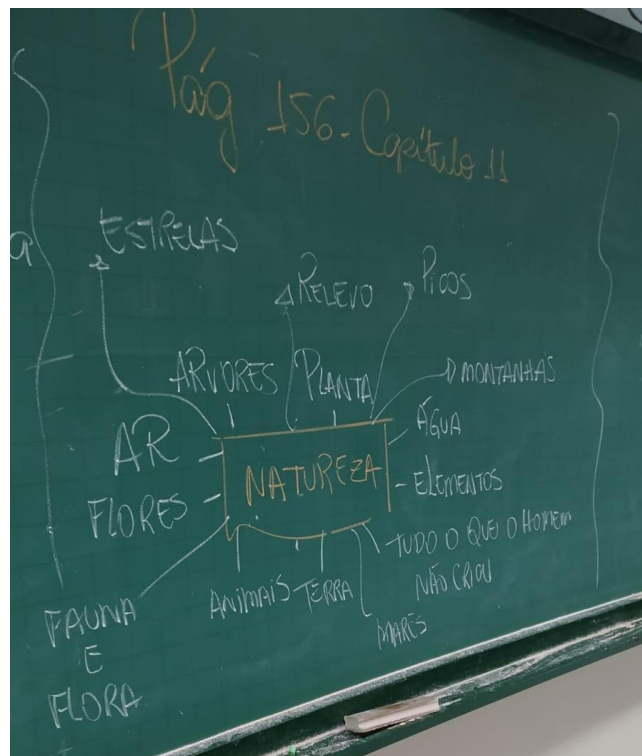 Pág 156-Capítulo 11
ESTRELAS
RELEVO
PICOS
ARVORES
PLANTA
MONTANHAS
AR
ÁGUA
NATUREZA
FLORES
ELEMENTOS
TUDO O QUE O HOMEM
NÃO CRIOU
ANIMAIS
TERRA
MARÉS
FAUNA
E
FLORA